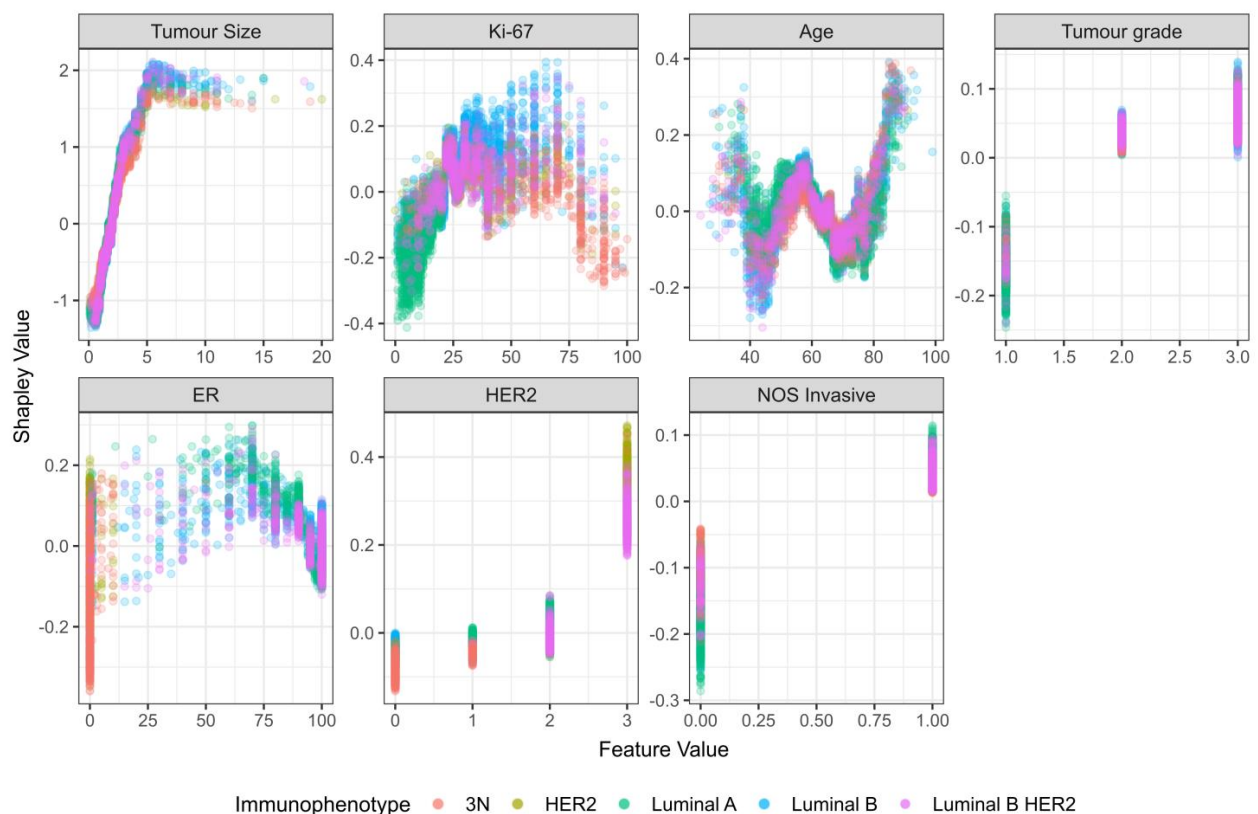 Tumour Size
Ki-67
Age
Tumour grade
2
1
0
-1
0.4
0.2
0.0
-0.2
-0.4
0.4
0.2
0.0
-0.2
0.1
0.0
-0.1
-0.2
0 5 10 15 20
0 25 50 75 100
40 60 80 100
1.0 1.5 2.0 2.5 3.0
Shapley Value
ER
HER2
NOS Invasive
0.2
0.0
-0.2
0.4
0.2
0.0
0.1
0.0
-0.1
-0.2
-0.3
0 25 50 75 100
0 1 2 3
0.00 0.25 0.50 0.75 1.00
Feature Value
Immunophenotype 3N HER2 Luminal A Luminal B Luminal B HER2